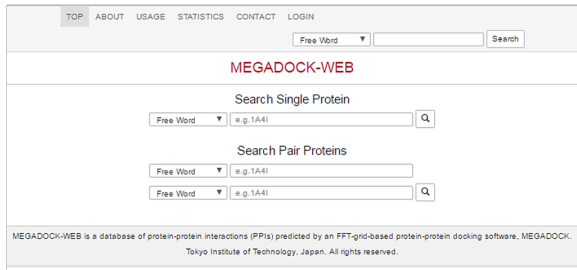 TOP ABOUT USAGE STATISTICS CONTACT LOGIN
Free Word Search
MEGADOCK-WEB
Search Single Protein
Free Word e.g.1A4I
Search Pair Proteins
Free Word e.g.1A4I
Free Word e.g.1A4I
MEGADOCK-WEB is a database of protein-protein interactions (PPIs) predicted by an FFT-grid-based protein-protein docking software, MEGADOCK.
Tokyo Institute of Technology, Japan. All rights reserved.